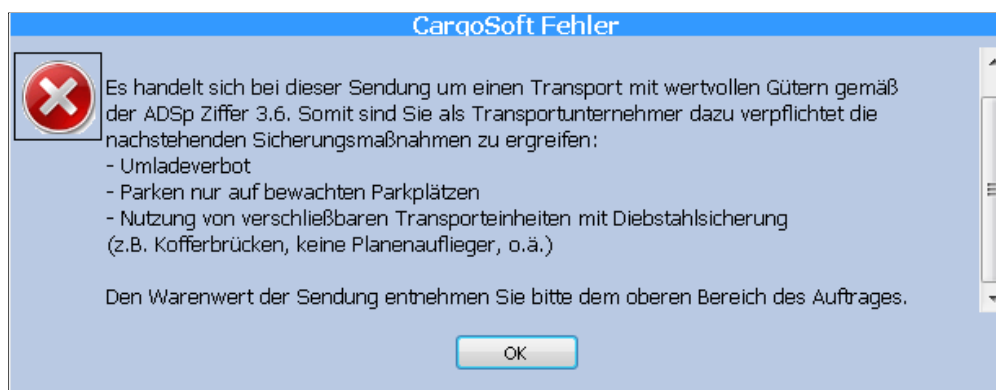 CargoSoft Fehler
Es handelt sich bei dieser Sendung um einen Transport mit wertvollen Gütern gemäß
der ADSp Ziffer 3.6. Somit sind Sie als Transportunternehmer dazu verpflichtet die
nachstehenden Sicherungsmaßnahmen zu ergreifen:
- Umladeverbot
- Parken nur auf bewachten Parkplätzen
- Nutzung von verschließbaren Transporteinheiten mit Diebstahlsicherung
(z.B. Kofferbrücken, keine Planenauflieger, o.ä.)
Den Warenwert der Sendung entnehmen Sie bitte dem oberen Bereich des Auftrages.
OK